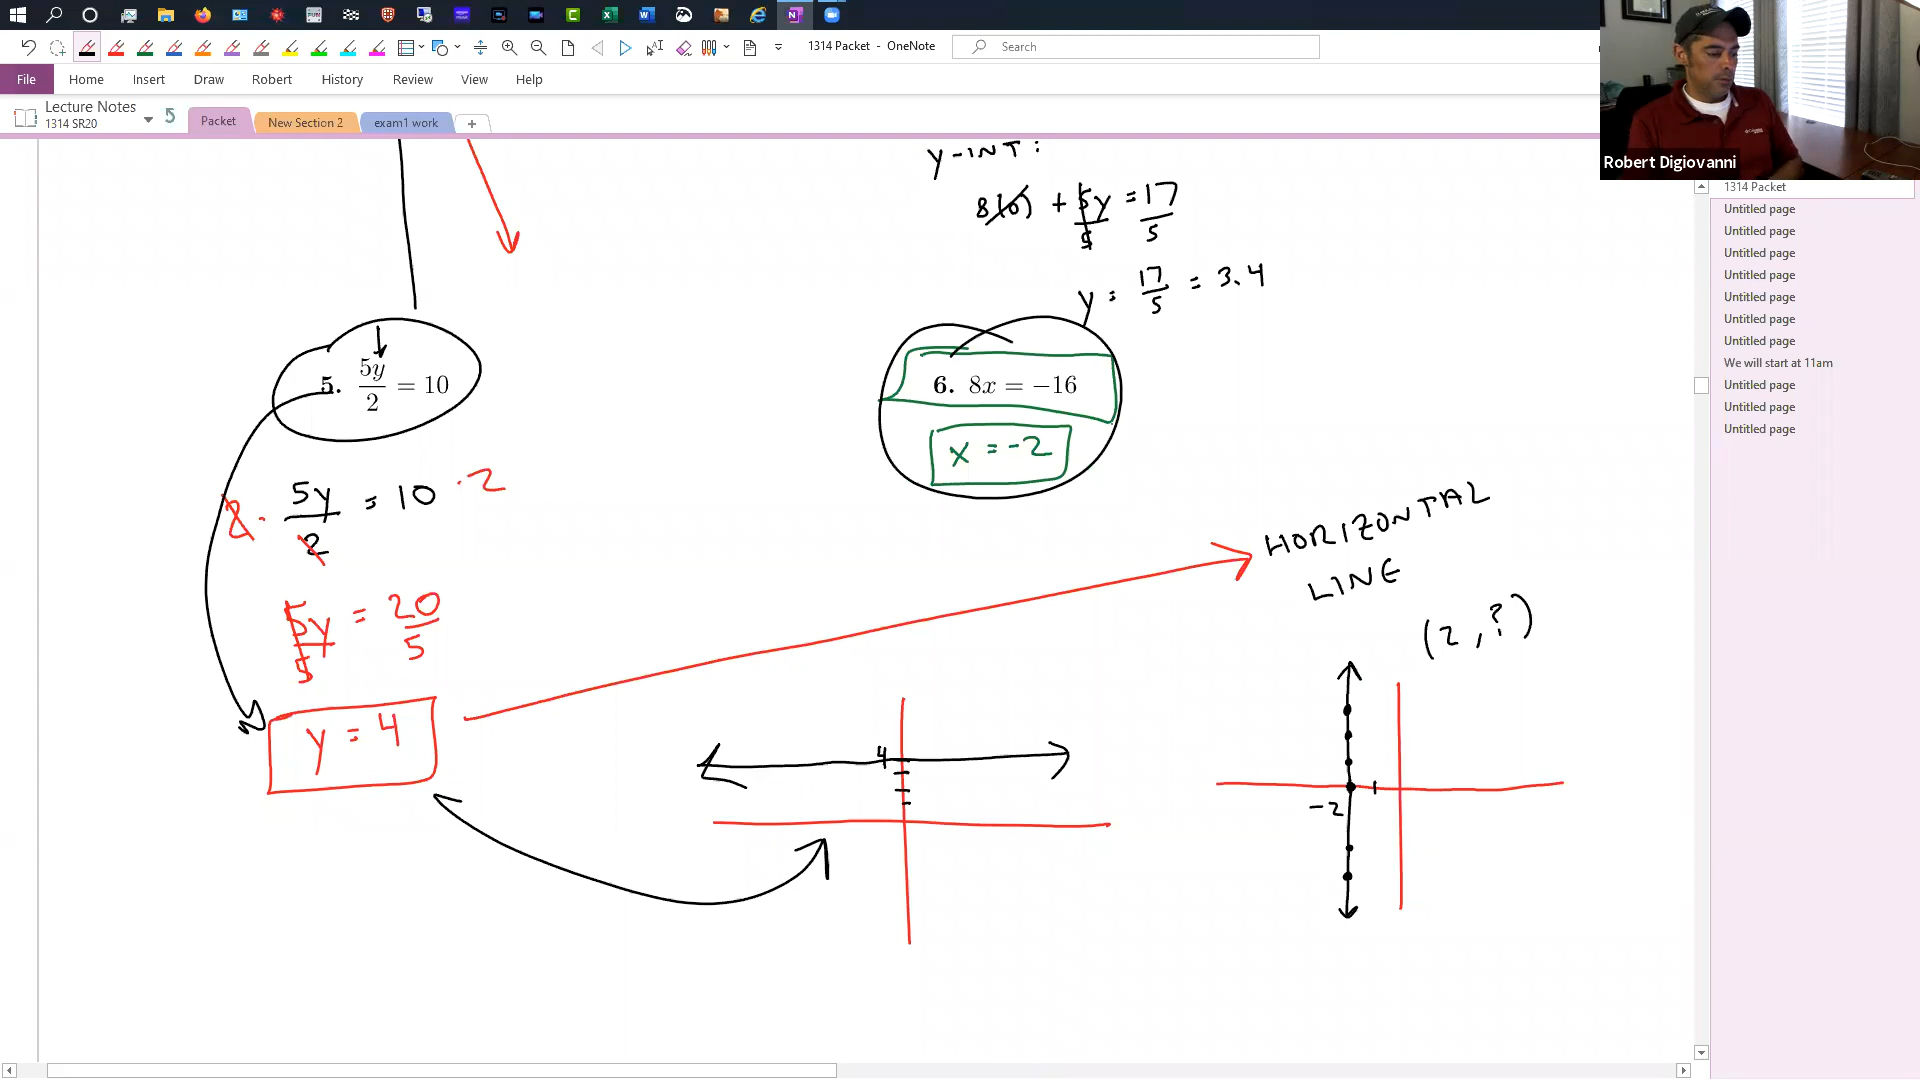 1314 Packet - OneNote
Search
File Home Insert Draw Robert History Review View Help
Lecture Notes
1314 SR20
Packet
New Section 2
exam1 work
+
Robert Digiovanni
1314 Packet
Untitled page
Untitled page
Untitled page
Untitled page
Untitled page
Untitled page
Untitled page
We will start at 11am
Untitled page
Untitled page
Untitled page
Y-INT:
8(0) + 5y/5 = 17/5
y = 17/5 = 3.4
5. 5y/2 = 10
6. 8x = −16
x = -2
2 · 5y/2 = 10 · 2
5y/5 = 20/5
y = 4
HORIZONTAL
LINE
(2, ?)
4
-2